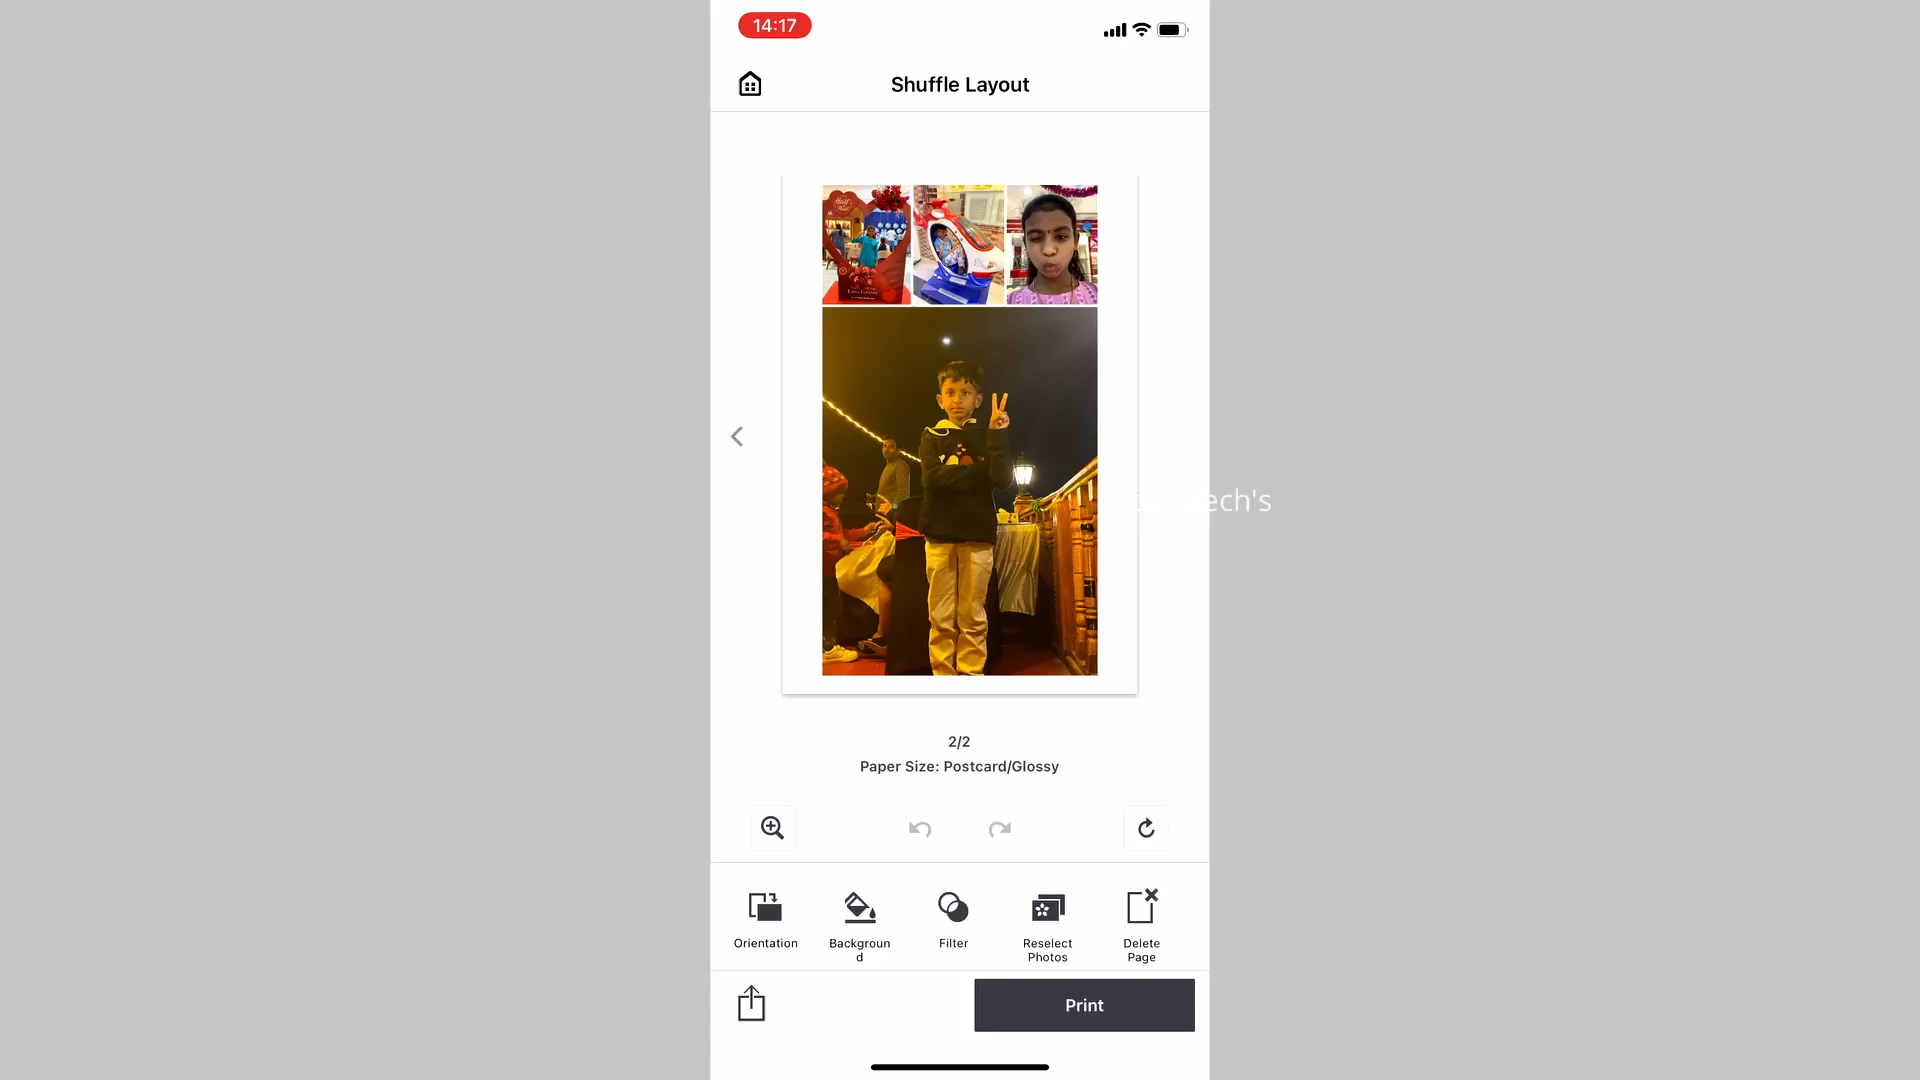 14:17
Shuffle Layout
2/2
Paper Size: Postcard/Glossy
Orientation
Backgroun
d
Filter
Reselect
Photos
Delete
Page
Print